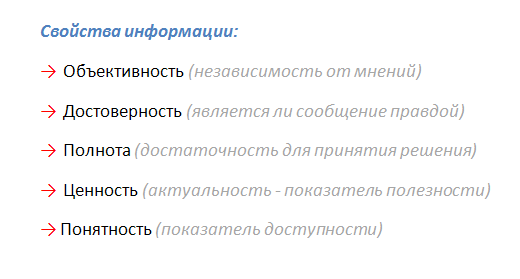 Свойства информации:
→ Объективность (независимость от мнений)
→ Достоверность (является ли сообщение правдой)
→ Полнота (достаточность для принятия решения)
→ Ценность (актуальность - показатель полезности)
→ Понятность (показатель доступности)